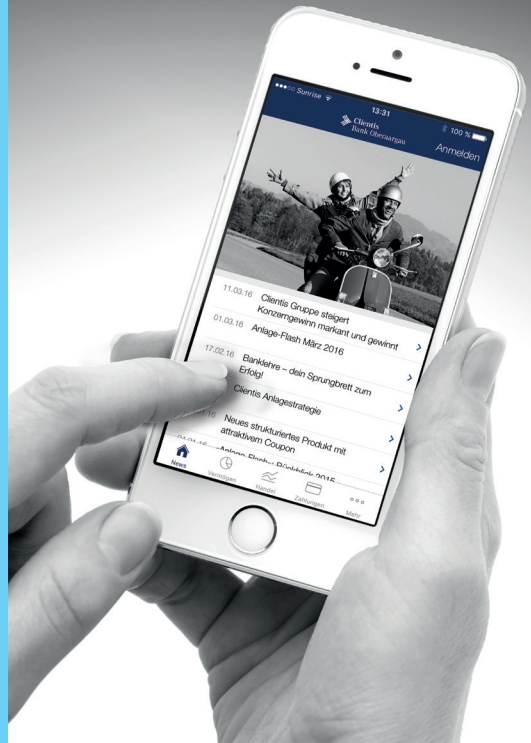 Sunrise
13:31
100 %
Clientis
Bank Oberaargau
Anmelden
11.03.16 Clientis Gruppe steigert
Konzerngewinn markant und gewinnt
01.03.16 Anlage-Flash März 2016
17.02.16 Banklehre – dein Sprungbrett zum
Erfolg!
Clientis Anlagestrategie
Neues strukturiertes Produkt mit
attraktivem Coupon
News
Vermögen
Handel
Zahlungen
Mehr